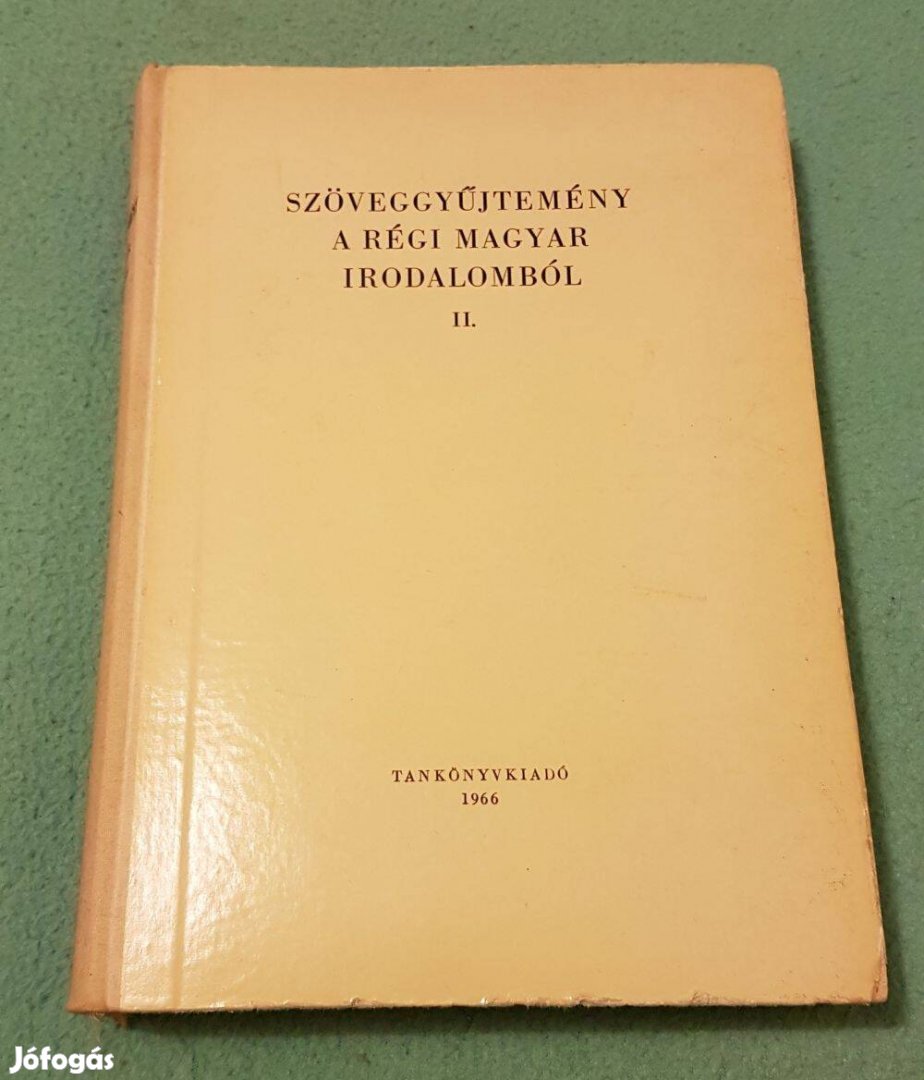 SZÖVEGGYŰJTEMÉNY
A RÉGI MAGYAR
IRODALOMBÓL
II.
TANKÖNYVKIADÓ
1966
Jófogás